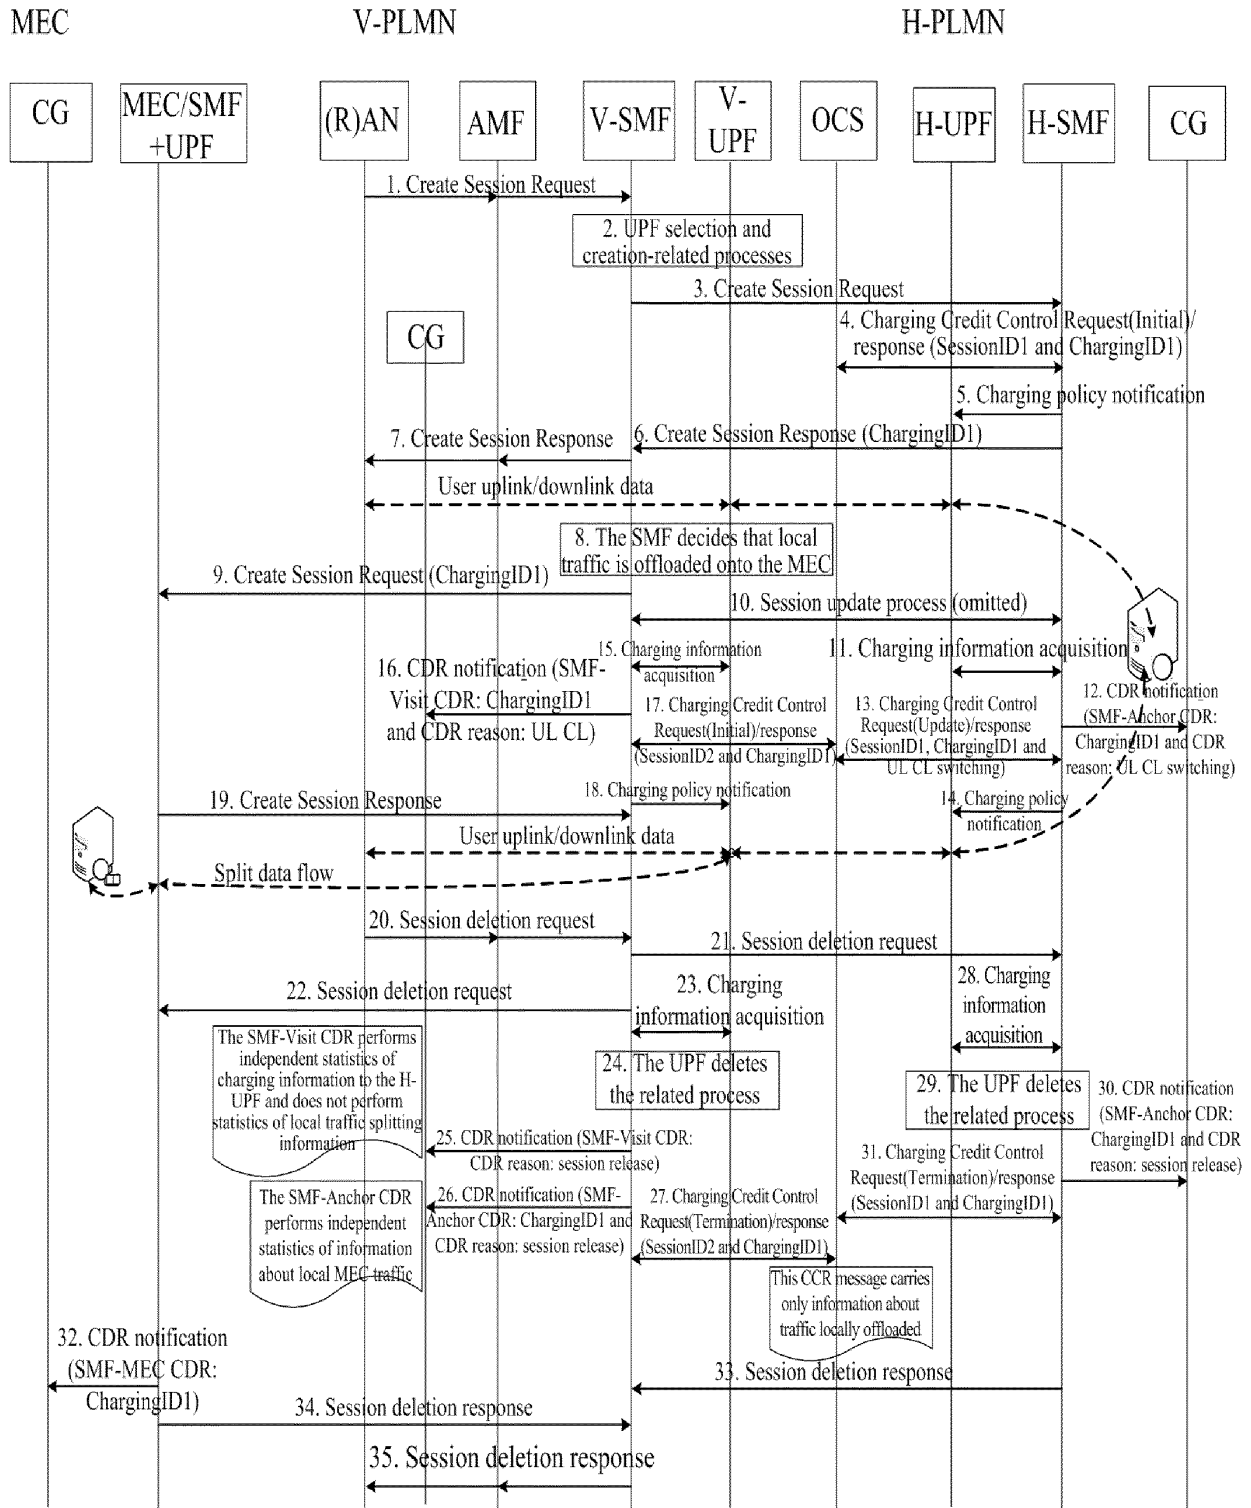 MEC
V-PLMN
H-PLMN
CG
MEC/SMF
+UPF
(R)AN
AMF
V-SMF
V-
UPF
OCS
H-UPF
H-SMF
CG
1. Create Session Request
2. UPF selection and
creation-related processes
3. Create Session Request
CG
4. Charging Credit Control Request(Initial)/
response (SessionID1 and ChargingID1)
5. Charging policy notification
6. Create Session Response (ChargingID1)
7. Create Session Response
User uplink/downlink data
8. The SMF decides that local
traffic is offloaded onto the MEC
9. Create Session Request (ChargingID1)
10. Session update process (omitted)
11. Charging information acquisition
15. Charging information
acquisition
16. CDR notification (SMF-
Visit CDR: ChargingID1
and CDR reason: UL CL)
17. Charging Credit Control
Request(Initial)/response
(SessionID2 and ChargingID1)
13. Charging Credit Control
Request(Update)/response
(SessionID1, ChargingID1 and
UL CL switching)
12. CDR notification
(SMF-Anchor CDR:
ChargingID1 and CDR
reason: UL CL switching)
18. Charging policy notification
14. Charging policy
notification
19. Create Session Response
User uplink/downlink data
Split data flow
20. Session deletion request
21. Session deletion request
22. Session deletion request
23. Charging
information acquisition
28. Charging
information
acquisition
The SMF-Visit CDR performs
independent statistics of
charging information to the H-
UPF and does not perform
statistics of local traffic splitting
information
24. The UPF deletes
the related process
29. The UPF deletes
the related process
30. CDR notification
(SMF-Anchor CDR:
ChargingID1 and CDR
reason: session release)
25. CDR notification (SMF-Visit CDR:
CDR reason: session release)
31. Charging Credit Control
Request(Termination)/response
(SessionID1 and ChargingID1)
The SMF-Anchor CDR
performs independent
statistics of information
about local MEC traffic
26. CDR notification (SMF-
Anchor CDR: ChargingID1 and
CDR reason: session release)
27. Charging Credit Control
Request(Termination)/response
(SessionID2 and ChargingID1)
This CCR message carries
only information about
traffic locally offloaded
32. CDR notification
(SMF-MEC CDR:
ChargingID1)
33. Session deletion response
34. Session deletion response
35. Session deletion response